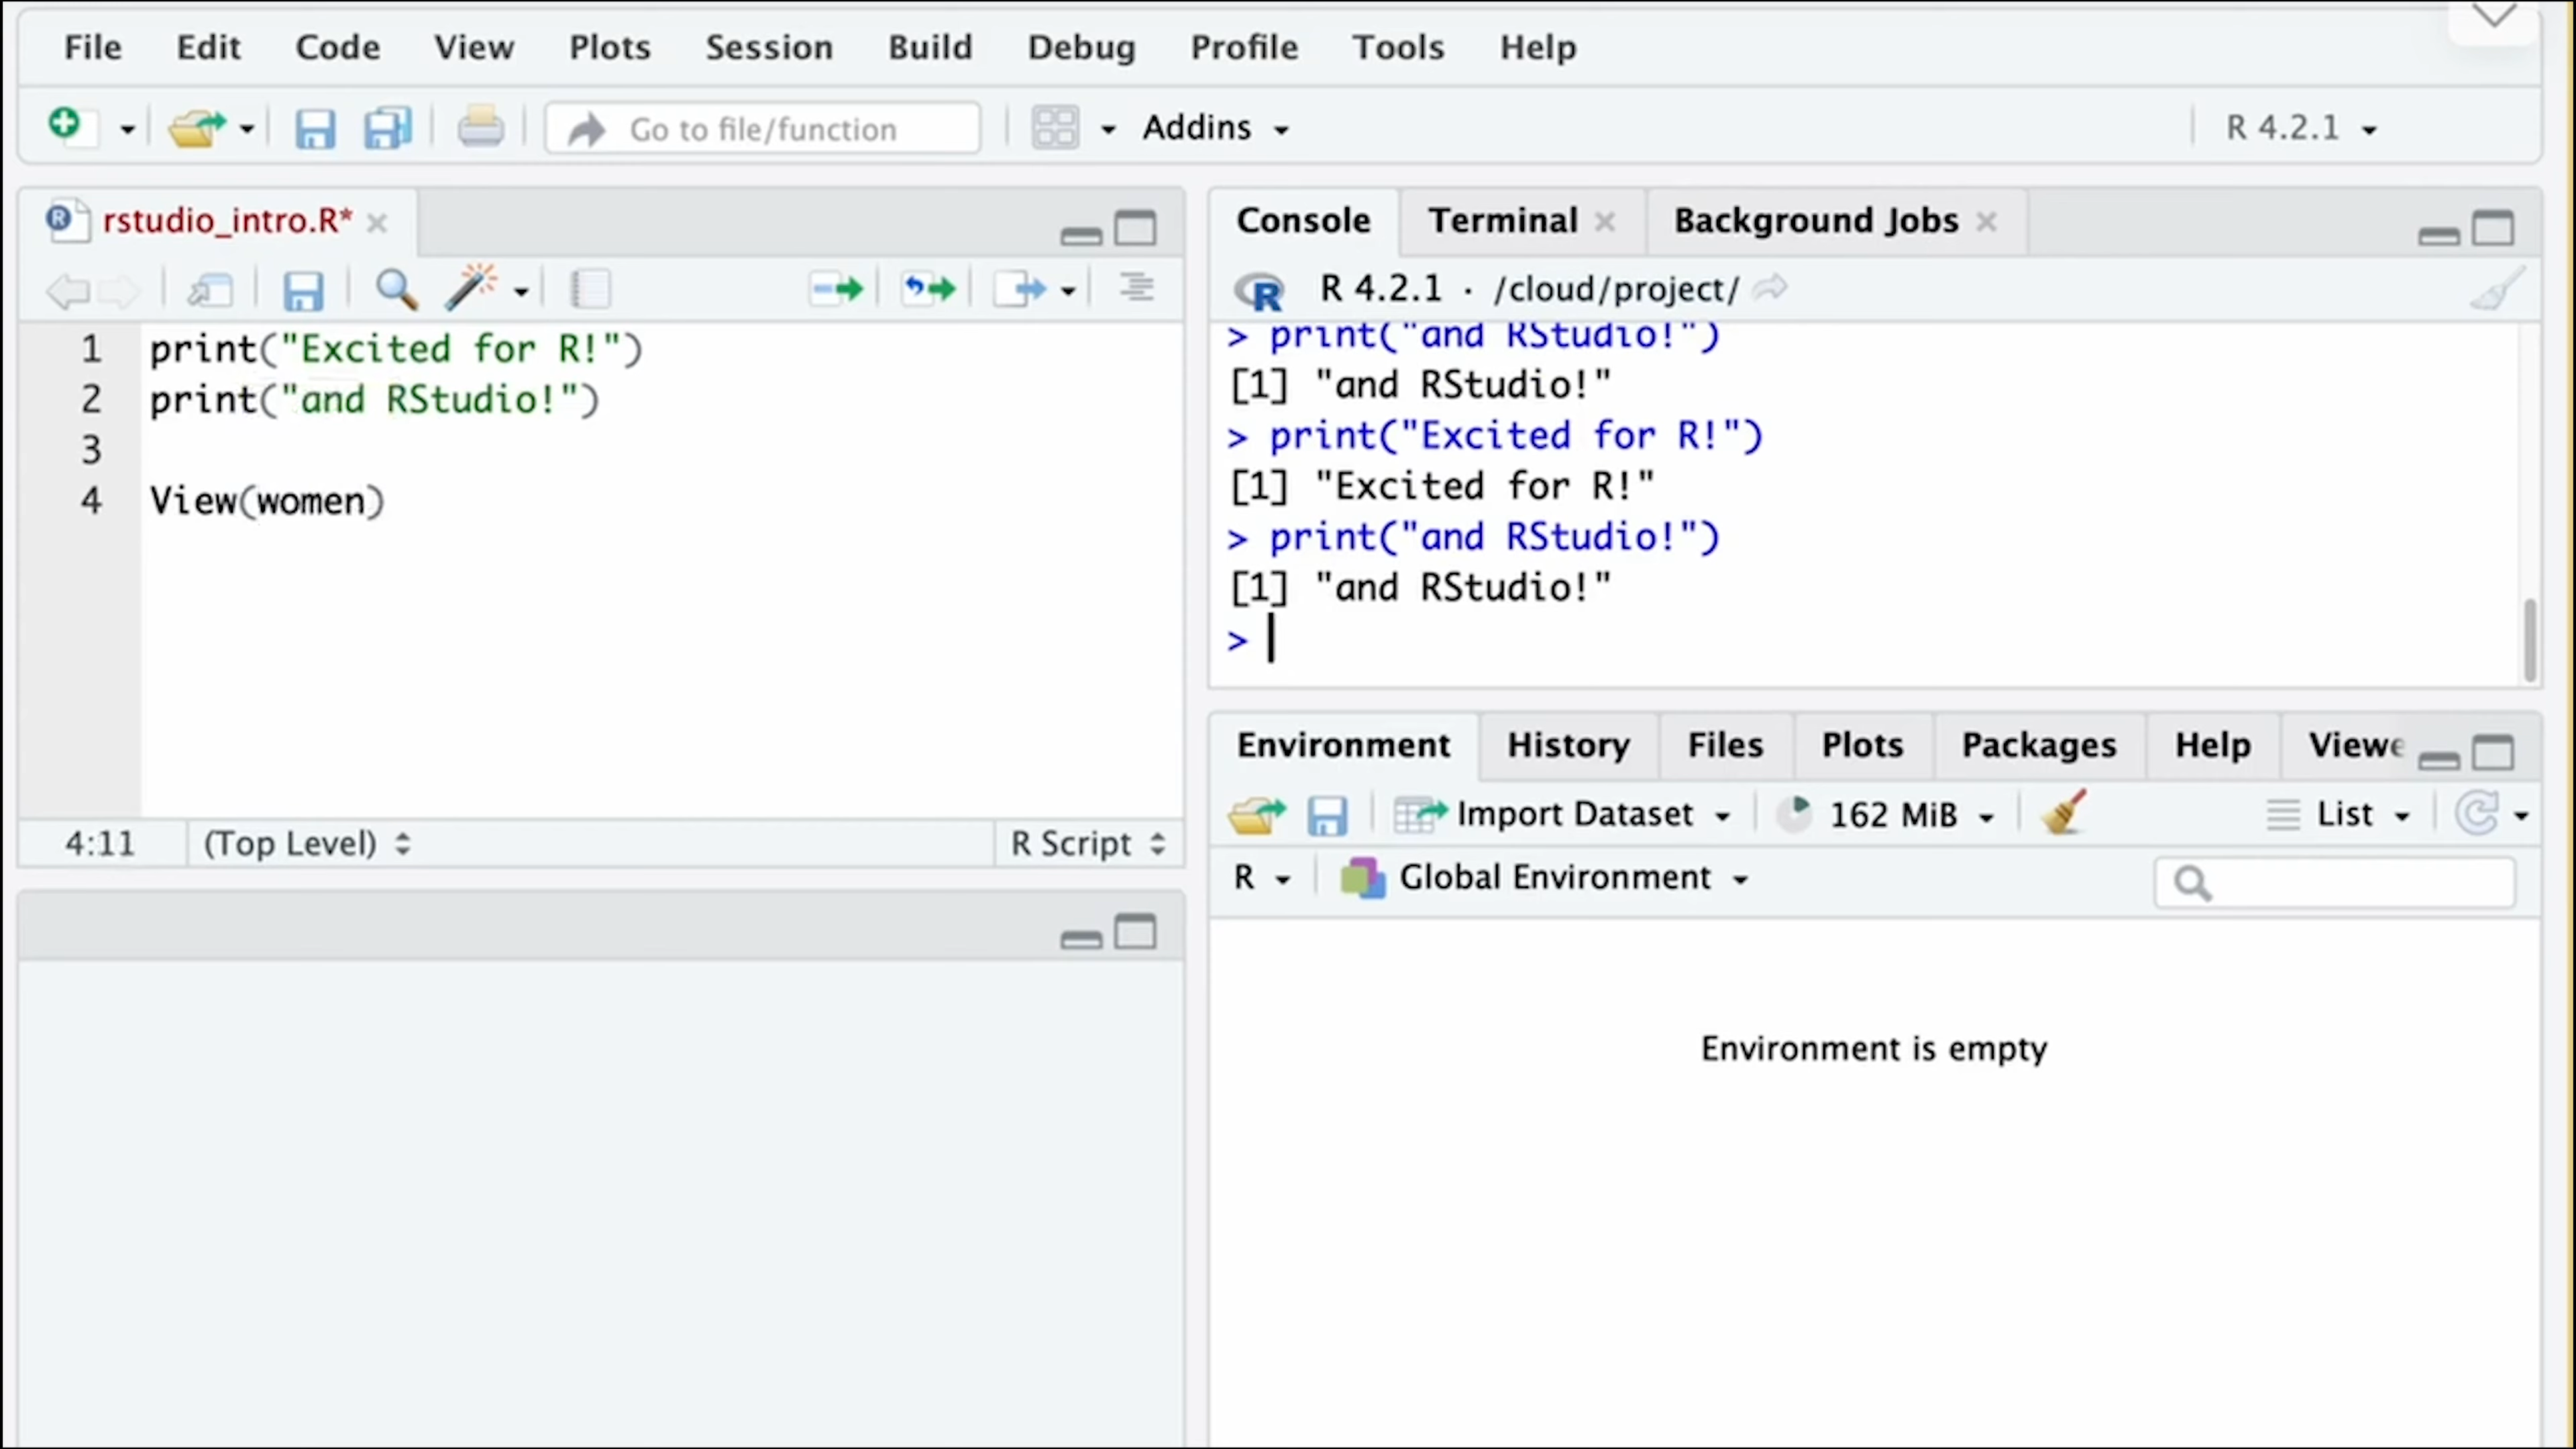 File Edit Code View Plots Session Build Debug Profile Tools Help
Go to file/function Addins R 4.2.1
rstudio_intro.R*
1 print("Excited for R!")
2 print("and RStudio!")
3
4 View(women)
4:11 (Top Level) R Script
Console Terminal Background Jobs
R 4.2.1 · /cloud/project/
> print("and RStudio!")
[1] "and RStudio!"
> print("Excited for R!")
[1] "Excited for R!"
> print("and RStudio!")
[1] "and RStudio!"
>
Environment History Files Plots Packages Help Viewe
Import Dataset 162 MiB List
R Global Environment
Environment is empty